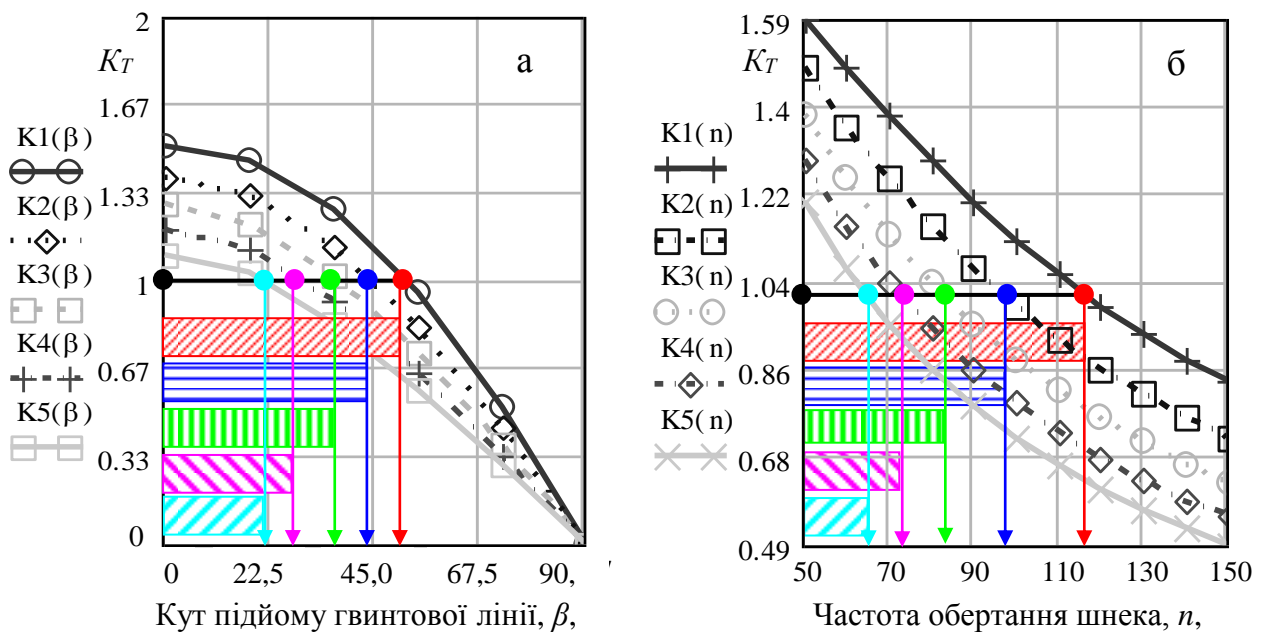 2
K_T
а
1.67
K1(β)
1.33
K2(β)
1
K3(β)
0.67
K4(β)
0.33
K5(β)
0
0
22,5
45,0
67,5
90,
Кут підйому гвинтової лінії, β,
1.59
K_T
б
1.4
K1(n)
1.22
K2(n)
1.04
K3(n)
0.86
K4(n)
0.68
K5(n)
0.49
50
70
90
110
130
150
Частота обертання шнека, n,